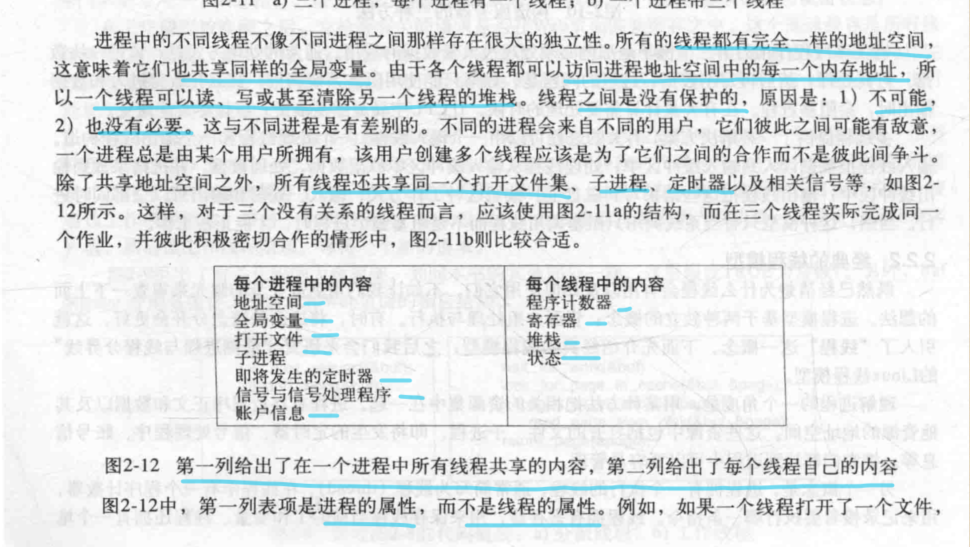 图2-11 a) 三个进程，每个进程有一个线程；b) 一个进程带三个线程
进程中的不同线程不像不同进程之间那样存在很大的独立性。所有的线程都有完全一样的地址空间，
这意味着它们也共享同样的全局变量。由于各个线程都可以访问进程地址空间中的每一个内存地址，所
以一个线程可以读、写或甚至清除另一个线程的堆栈。线程之间是没有保护的，原因是：1）不可能，
2）也没有必要。这与不同进程是有差别的。不同的进程会来自不同的用户，它们彼此之间可能有敌意，
一个进程总是由某个用户所拥有，该用户创建多个线程应该是为了它们之间的合作而不是彼此间争斗。
除了共享地址空间之外，所有线程还共享同一个打开文件集、子进程、定时器以及相关信号等，如图2-
12所示。这样，对于三个没有关系的线程而言，应该使用图2-11a的结构，而在三个线程实际完成同一
个作业，并彼此积极密切合作的情形中，图2-11b则比较合适。
每个进程中的内容
地址空间
全局变量
打开文件
子进程
即将发生的定时器
信号与信号处理程序
账户信息
每个线程中的内容
程序计数器
寄存器
堆栈
状态
图2-12 第一列给出了在一个进程中所有线程共享的内容，第二列给出了每个线程自己的内容
图2-12中，第一列表项是进程的属性，而不是线程的属性。例如，如果一个线程打开了一个文件，